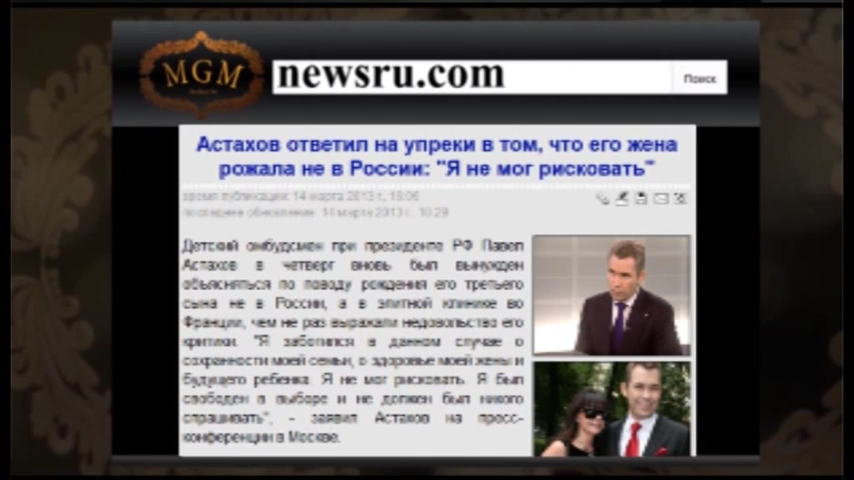 MGM
newsru.com
Поиск
Астахов ответил на упреки в том, что его жена
рожала не в России: "Я не мог рисковать"
время публикации: 14 марта 2013 г.,
последнее обновление: 14 марта 2013 г.,
Детский омбудсмен при президенте РФ Павел
Астахов в четверг вновь был вынужден
объясняться по поводу рождения его третьего
сына не в России, а в элитной клинике во
Франции, чем не раз выражали недовольство его
критики. "Я заботился в данном случае о
сохранности моей семьи, о здоровье моей жены и
будущего ребенка. Я не мог рисковать. Я был
свободен в выборе и не должен был никого
спрашивать", - заявил Астахов на пресс-
конференции в Москве.